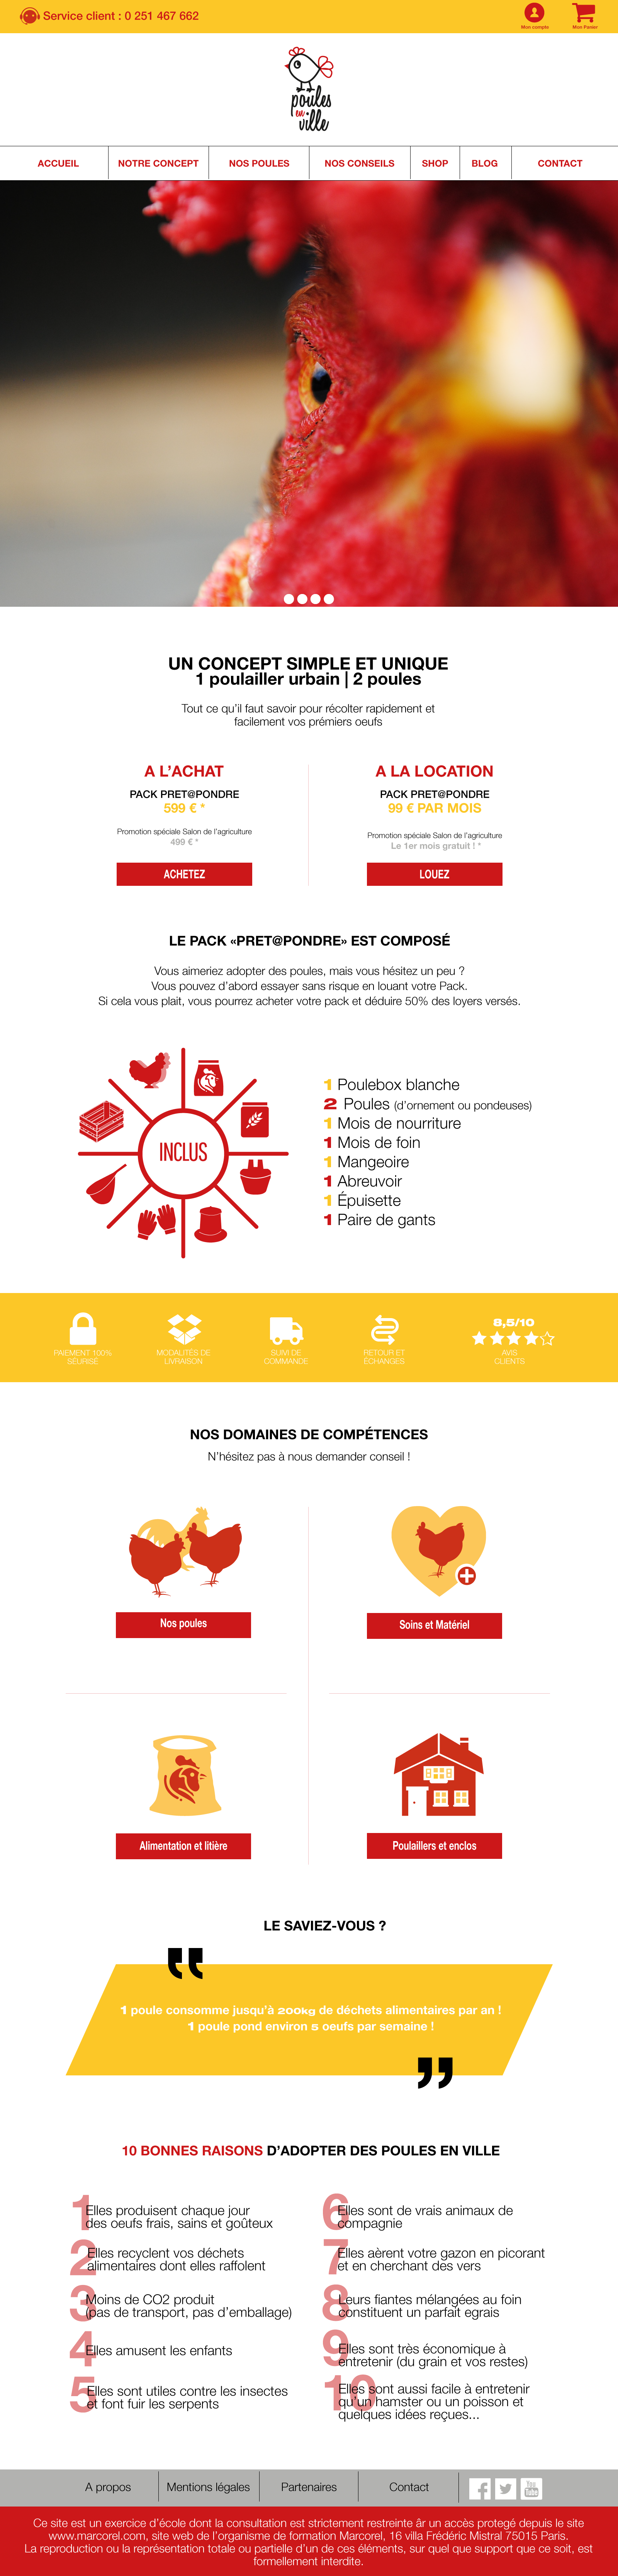 Service client : 0 251 467 662
Mon compte
Mon Panier
poules
en
ville
ACCUEIL
NOTRE CONCEPT
NOS POULES
NOS CONSEILS
SHOP
BLOG
CONTACT
UN CONCEPT SIMPLE ET UNIQUE
1 poulailler urbain | 2 poules
Tout ce qu’il faut savoir pour récolter rapidement et
facilement vos prémiers oeufs
A L’ACHAT
PACK PRET@PONDRE
599 € *
Promotion spéciale Salon de l’agriculture
499 € *
ACHETEZ
A LA LOCATION
PACK PRET@PONDRE
99 € PAR MOIS
Promotion spéciale Salon de l’agriculture
Le 1er mois gratuit ! *
LOUEZ
LE PACK «PRET@PONDRE» EST COMPOSÉ
Vous aimeriez adopter des poules, mais vous hésitez un peu ?
Vous pouvez d’abord essayer sans risque en louant votre Pack.
Si cela vous plait, vous pourrez acheter votre pack et déduire 50% des loyers versés.
INCLUS
1 Poulebox blanche
2 Poules (d’ornement ou pondeuses)
1 Mois de nourriture
1 Mois de foin
1 Mangeoire
1 Abreuvoir
1 Épuisette
1 Paire de gants
PAIEMENT 100%
SÉURISÉ
MODALITÉS DE
LIVRAISON
SUIVI DE
COMMANDE
RETOUR ET
ÉCHANGES
8,5/10
AVIS
CLIENTS
NOS DOMAINES DE COMPÉTENCES
N’hésitez pas à nous demander conseil !
Nos poules
Soins et Matériel
Alimentation et litière
Poulaillers et enclos
LE SAVIEZ-VOUS ?
1 poule consomme jusqu’à 200kg de déchets alimentaires par an !
1 poule pond environ 5 oeufs par semaine !
10 BONNES RAISONS D’ADOPTER DES POULES EN VILLE
1 Elles produisent chaque jour
des oeufs frais, sains et goûteux
2 Elles recyclent vos déchets
alimentaires dont elles raffolent
3 Moins de CO2 produit
(pas de transport, pas d’emballage)
4 Elles amusent les enfants
5 Elles sont utiles contre les insectes
et font fuir les serpents
6 Elles sont de vrais animaux de
compagnie
7 Elles aèrent votre gazon en picorant
et en cherchant des vers
8 Leurs fiantes mélangées au foin
constituent un parfait egrais
9 Elles sont très économique à
entretenir (du grain et vos restes)
10 Elles sont aussi facile à entretenir
qu’un hamster ou un poisson et
quelques idées reçues...
A propos
Mentions légales
Partenaires
Contact
You
Tube
Ce site est un exercice d’école dont la consultation est strictement restreinte âr un accès protegé depuis le site
www.marcorel.com, site web de l’organisme de formation Marcorel, 16 villa Frédéric Mistral 75015 Paris.
La reproduction ou la représentation totale ou partielle d’un de ces éléments, sur quel que support que ce soit, est
formellement interdite.